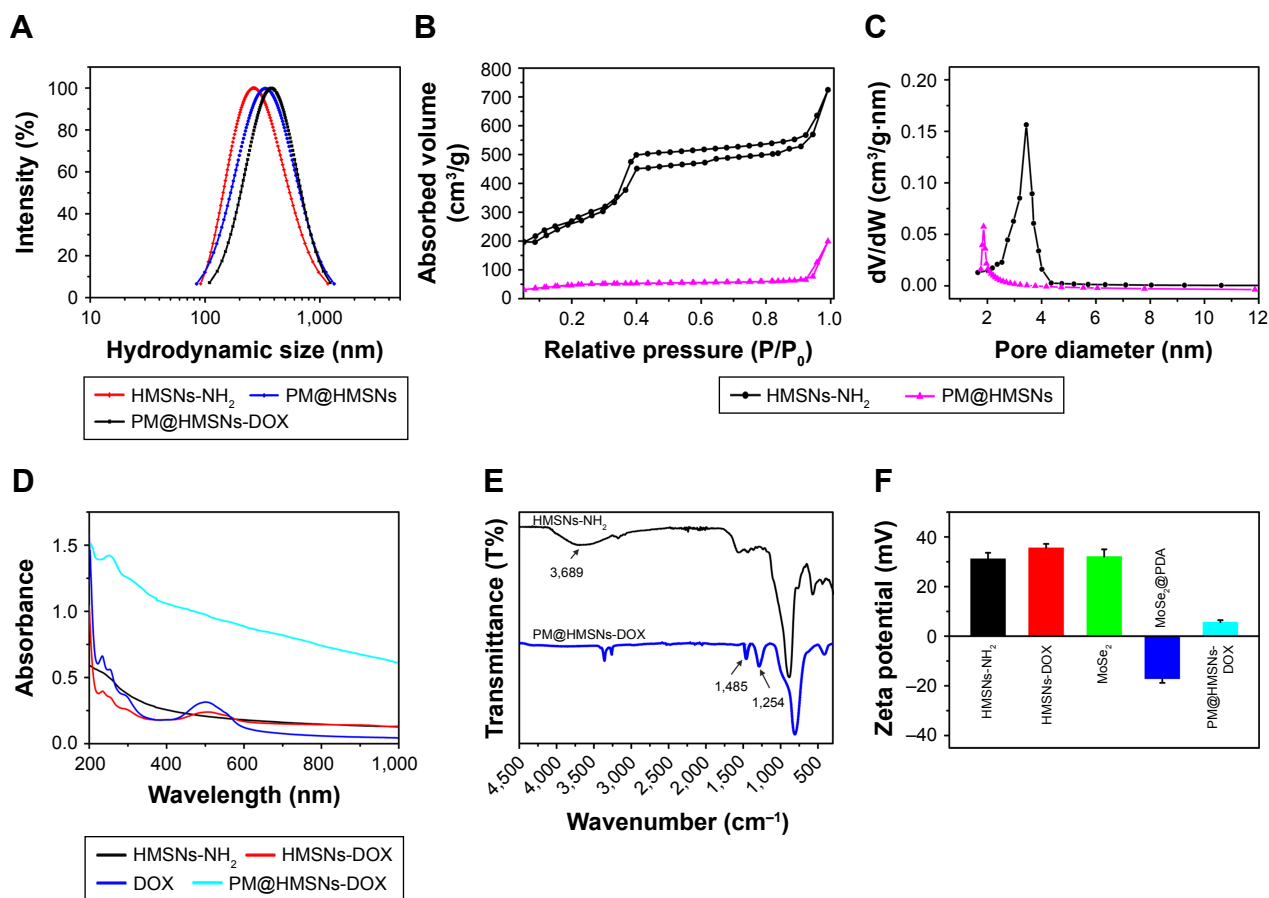 A
Intensity (%)
100
80
60
40
20
0
10
100
1,000
Hydrodynamic size (nm)
HMSNs-NH2
PM@HMSNs
PM@HMSNs-DOX
B
Absorbed volume
(cm3/g)
800
700
600
500
400
300
200
100
0
0.2
0.4
0.6
0.8
1.0
Relative pressure (P/P0)
C
dV/dW (cm3/g·nm)
0.20
0.15
0.10
0.05
0.00
2
4
6
8
10
12
Pore diameter (nm)
HMSNs-NH2
PM@HMSNs
D
Absorbance
1.5
1.0
0.5
0.0
200
400
600
800
1,000
Wavelength (nm)
HMSNs-NH2
HMSNs-DOX
DOX
PM@HMSNs-DOX
E
Transmittance (T%)
HMSNs-NH2
3,689
PM@HMSNs-DOX
1,485
1,254
4,500
4,000
3,500
3,000
2,500
2,000
1,500
1,000
500
Wavenumber (cm–1)
F
Zeta potential (mV)
40
20
0
–20
–40
HMSNs-NH2
HMSNs-DOX
MoSe2
MoSe2@PDA
PM@HMSNs-
DOX